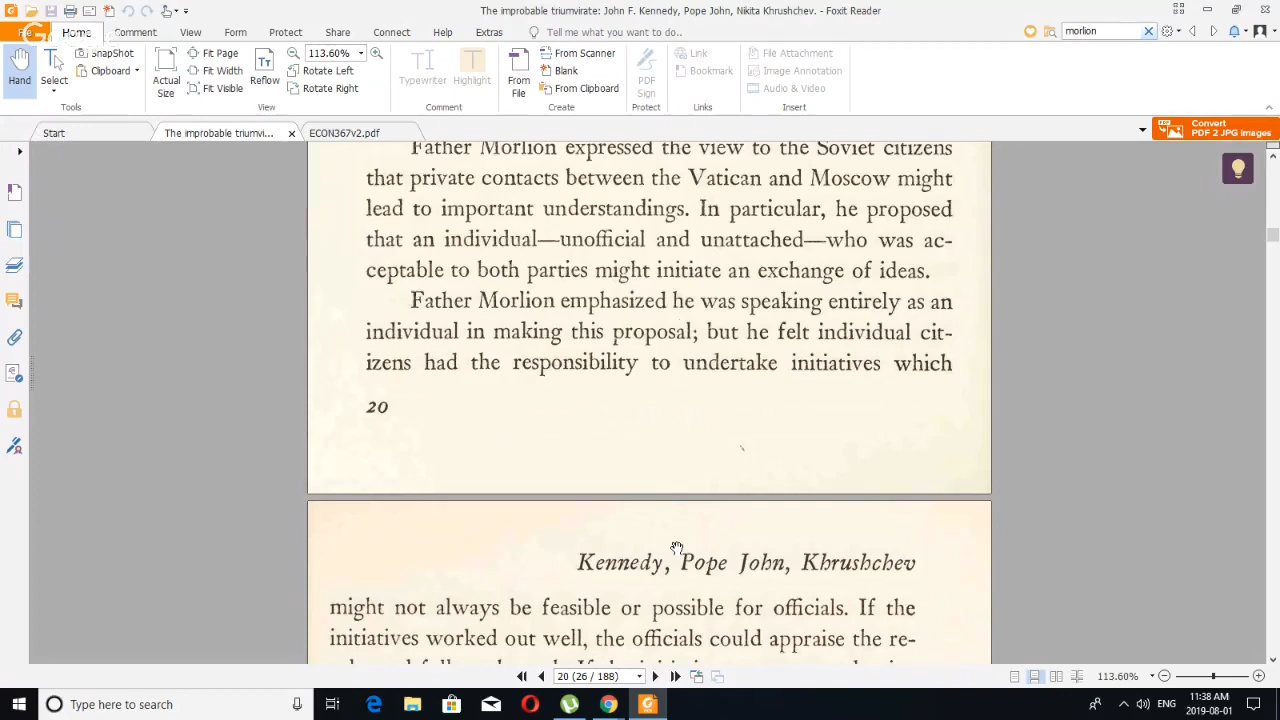 The improbable triumvirate: John F. Kennedy, Pope John, Nikita Khrushchev. - Foxit Reader
File Home Comment View Form Protect Share Connect Help Extras Tell me what you want to do.. morlion
Hand
Select
SnapShot
Clipboard
Actual Size
Fit Page
Fit Width
Fit Visible
Reflow
113.60%
Rotate Left
Rotate Right
Typewriter
Highlight
From File
From Scanner
Blank
From Clipboard
PDF Sign
Link
Bookmark
File Attachment
Image Annotation
Audio & Video
Tools View Comment Create Protect Links Insert
Start The improbable triumvi... ECON367v2.pdf
Convert
PDF 2 JPG Images
Father Morlion expressed the view to the Soviet citizens
that private contacts between the Vatican and Moscow might
lead to important understandings. In particular, he proposed
that an individual—unofficial and unattached—who was ac-
ceptable to both parties might initiate an exchange of ideas.
Father Morlion emphasized he was speaking entirely as an
individual in making this proposal; but he felt individual cit-
izens had the responsibility to undertake initiatives which
20
Kennedy, Pope John, Khrushchev
might not always be feasible or possible for officials. If the
initiatives worked out well, the officials could appraise the re-
20 (26 / 188)
113.60%
Type here to search
ENG
11:38 AM
2019-08-01